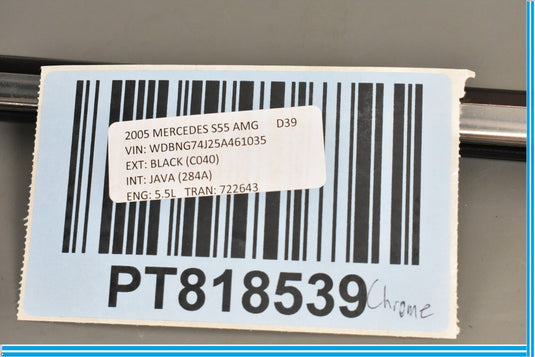 2005 MERCEDES S55 AMG D39
VIN: WDBNG74J25A461035
EXT: BLACK (C040)
INT: JAVA (284A)
ENG: 5.5L TRAN: 722643
PT818539 Chrome